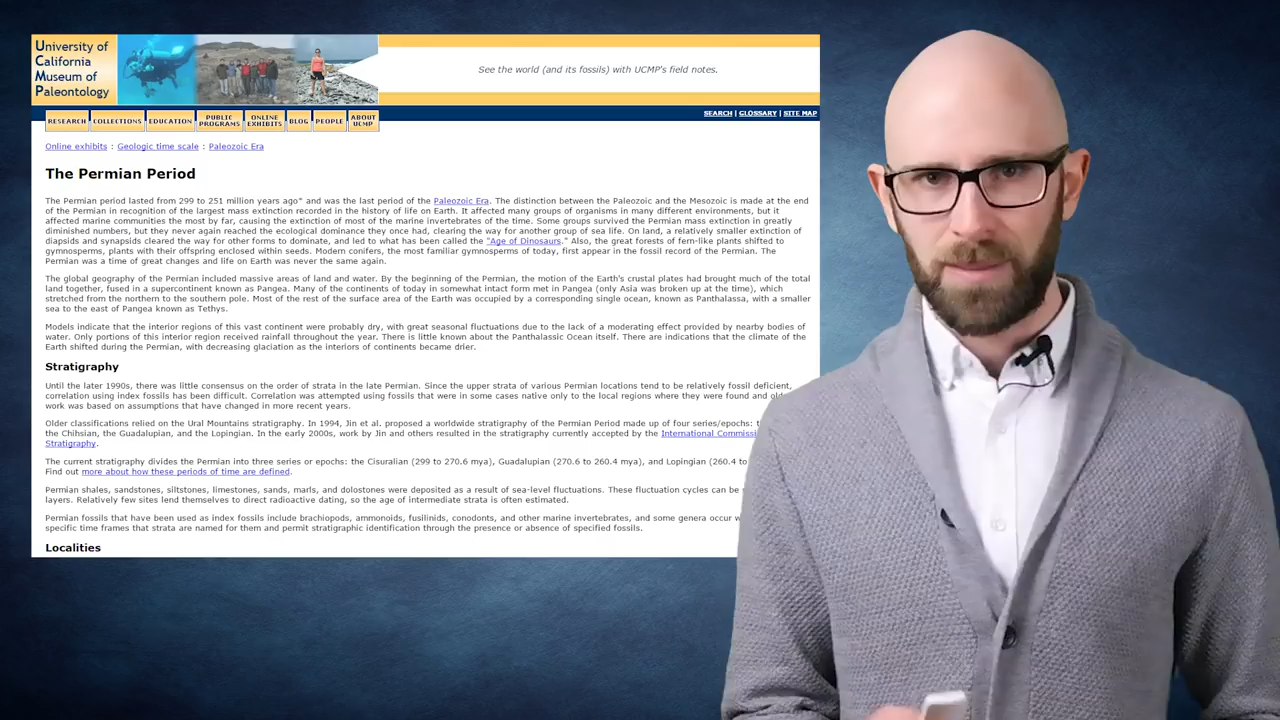 University of
California
Museum of
Paleontology
See the world (and its fossils) with UCMP's field notes.
SEARCH | GLOSSARY | SITE MAP
RESEARCH COLLECTIONS EDUCATION PUBLIC PROGRAMS ONLINE EXHIBITS BLOG PEOPLE ABOUT UCMP
Online exhibits : Geologic time scale : Paleozoic Era
The Permian Period
The Permian period lasted from 299 to 251 million years ago* and was the last period of the Paleozoic Era. The distinction between the Paleozoic and the Mesozoic is made at the end
of the Permian in recognition of the largest mass extinction recorded in the history of life on Earth. It affected many groups of organisms in many different environments, but it
affected marine communities the most by far, causing the extinction of most of the marine invertebrates of the time. Some groups survived the Permian mass extinction in greatly
diminished numbers, but they never again reached the ecological dominance they once had, clearing the way for another group of sea life. On land, a relatively smaller extinction of
diapsids and synapsids cleared the way for other forms to dominate, and led to what has been called the "Age of Dinosaurs." Also, the great forests of fern-like plants shifted to
gymnosperms, plants with their offspring enclosed within seeds. Modern conifers, the most familiar gymnosperms of today, first appear in the fossil record of the Permian. The
Permian was a time of great changes and life on Earth was never the same again.
The global geography of the Permian included massive areas of land and water. By the beginning of the Permian, the motion of the Earth's crustal plates had brought much of the total
land together, fused in a supercontinent known as Pangea. Many of the continents of today in somewhat intact form met in Pangea (only Asia was broken up at the time), which
stretched from the northern to the southern pole. Most of the rest of the surface area of the Earth was occupied by a corresponding single ocean, known as Panthalassa, with a smaller
sea to the east of Pangea known as Tethys.
Models indicate that the interior regions of this vast continent were probably dry, with great seasonal fluctuations due to the lack of a moderating effect provided by nearby bodies of
water. Only portions of this interior region received rainfall throughout the year. There is little known about the Panthalassic Ocean itself. There are indications that the climate of the
Earth shifted during the Permian, with decreasing glaciation as the interiors of continents became drier.
Stratigraphy
Until the later 1990s, there was little consensus on the order of strata in the late Permian. Since the upper strata of various Permian locations tend to be relatively fossil deficient,
correlation using index fossils has been difficult. Correlation was attempted using fossils that were in some cases native only to the local regions where they were found and
work was based on assumptions that have changed in more recent years.
Older classifications relied on the Ural Mountains stratigraphy. In 1994, Jin et al. proposed a worldwide stratigraphy of the Permian Period made up of four series/epochs:
the Chihsian, the Guadalupian, and the Lopingian. In the early 2000s, work by Jin and others resulted in the stratigraphy currently accepted by the International
Stratigraphy.
The current stratigraphy divides the Permian into three series or epochs: the Cisuralian (299 to 270.6 mya), Guadalupian (270.6 to 260.4 mya), and Lopingian (260.4 to
Find out more about how these periods of time are defined.
Permian shales, sandstones, siltstones, limestones, sands, marls, and dolostones were deposited as a result of sea-level fluctuations. These fluctuation cycles can be
layers. Relatively few sites lend themselves to direct radioactive dating, so the age of intermediate strata is often estimated.
Permian fossils that have been used as index fossils include brachiopods, ammonoids, fusilinids, conodonts, and other marine invertebrates, and some genera occur
specific time frames that strata are named for them and permit stratigraphic identification through the presence or absence of specified fossils.
Localities